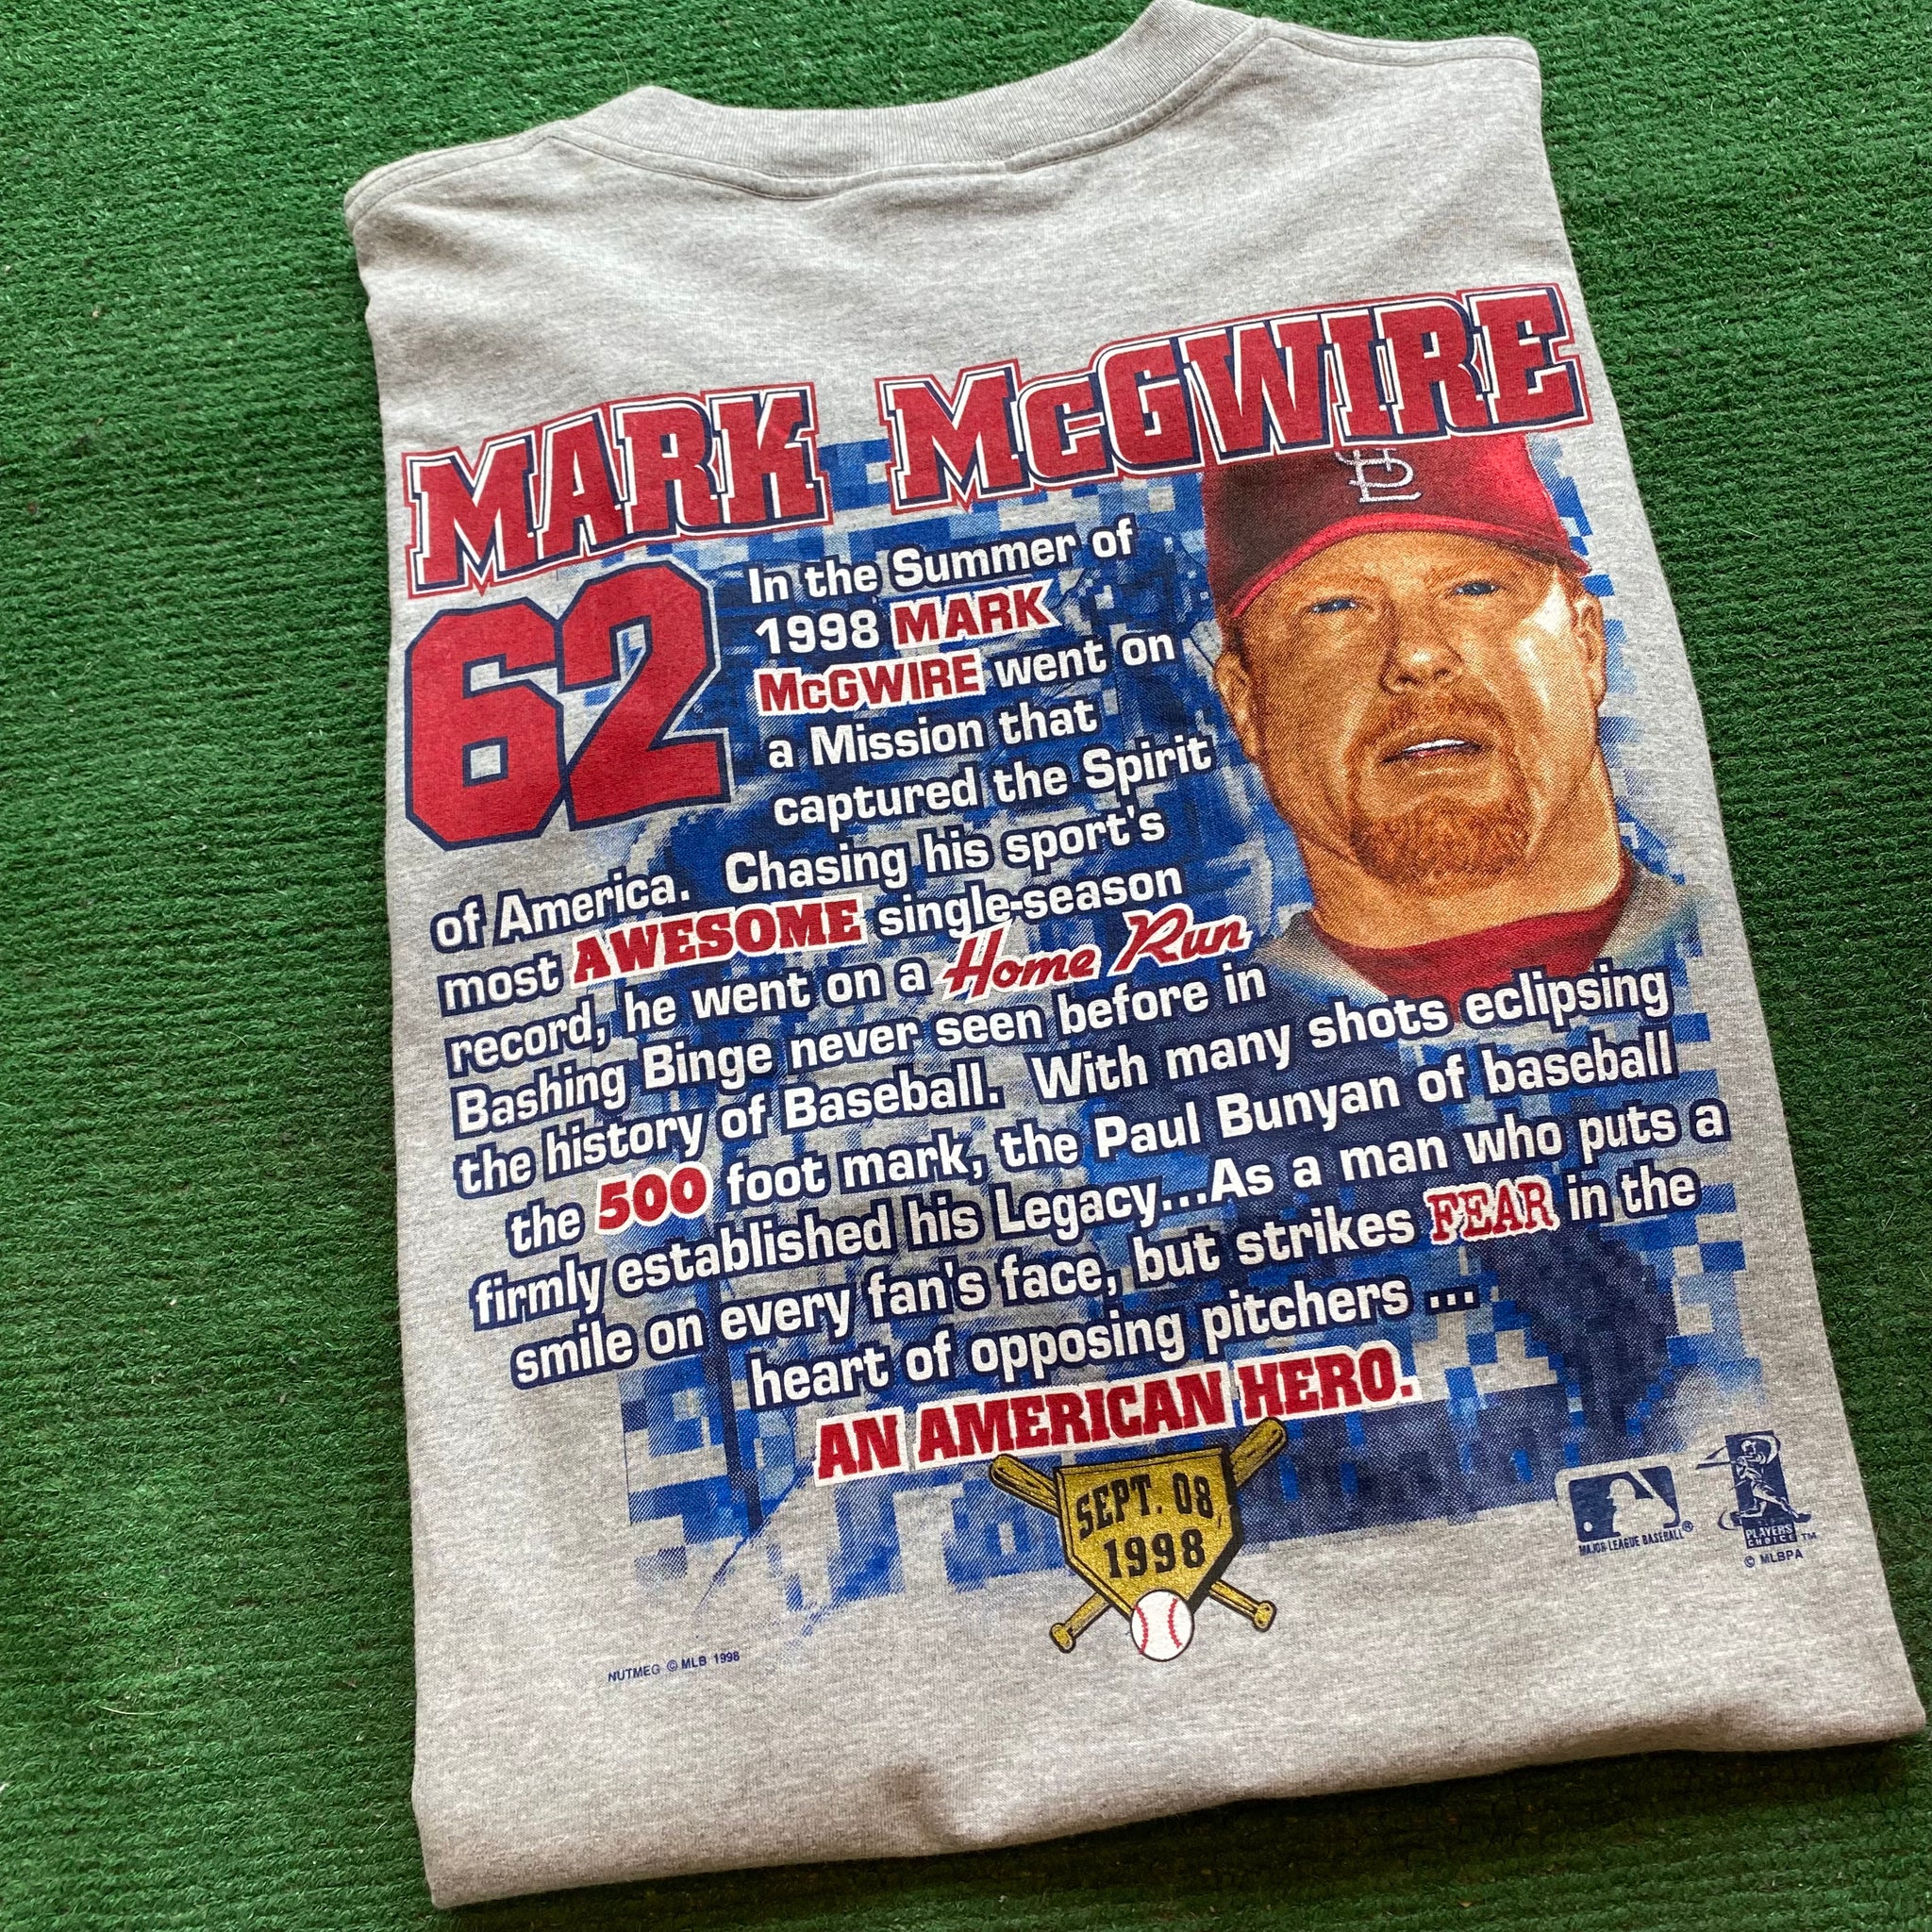 MARK McGWIRE
62
In the Summer of
1998 MARK
McGWIRE went on
a Mission that
captured the Spirit
of America. Chasing his sport's
most AWESOME single-season
record, he went on a Home Run
Bashing Binge never seen before in
the history of Baseball. With many shots eclipsing
the 500 foot mark, the Paul Bunyan of baseball
firmly established his Legacy...As a man who puts a
smile on every fan's face, but strikes FEAR in the
heart of opposing pitchers ...
AN AMERICAN HERO.
SEPT. 08,
1998
MAJOR LEAGUE BASEBALL®
PLAYERS
CHOICE™
© MLBPA
NUTMEG © MLB 1998